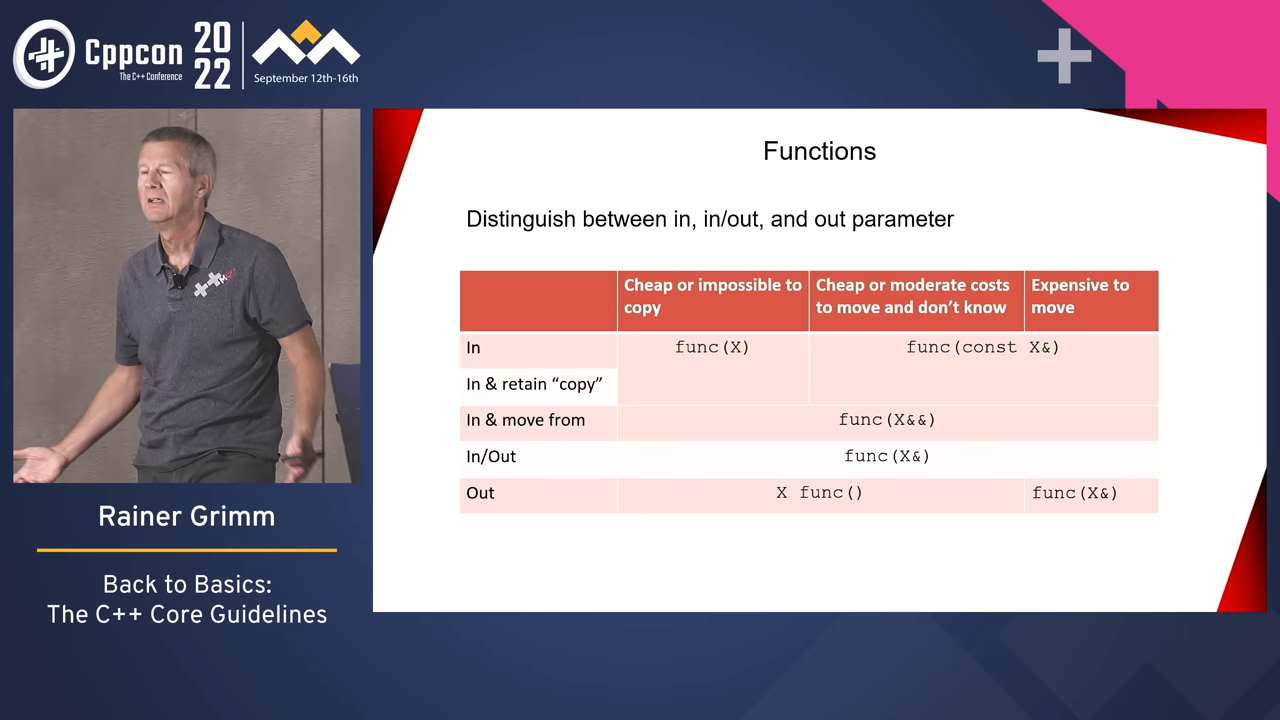 Cppcon
The C++ Conference
20
22
September 12th-16th
Functions
Distinguish between in, in/out, and out parameter
Cheap or impossible to
copy
Cheap or moderate costs
to move and don't know
Expensive to
move
In
func(X)
func(const X&)
In & retain “copy”
In & move from
func(X&&)
In/Out
func(X&)
Out
X func()
func(X&)
Rainer Grimm
Back to Basics:
The C++ Core Guidelines